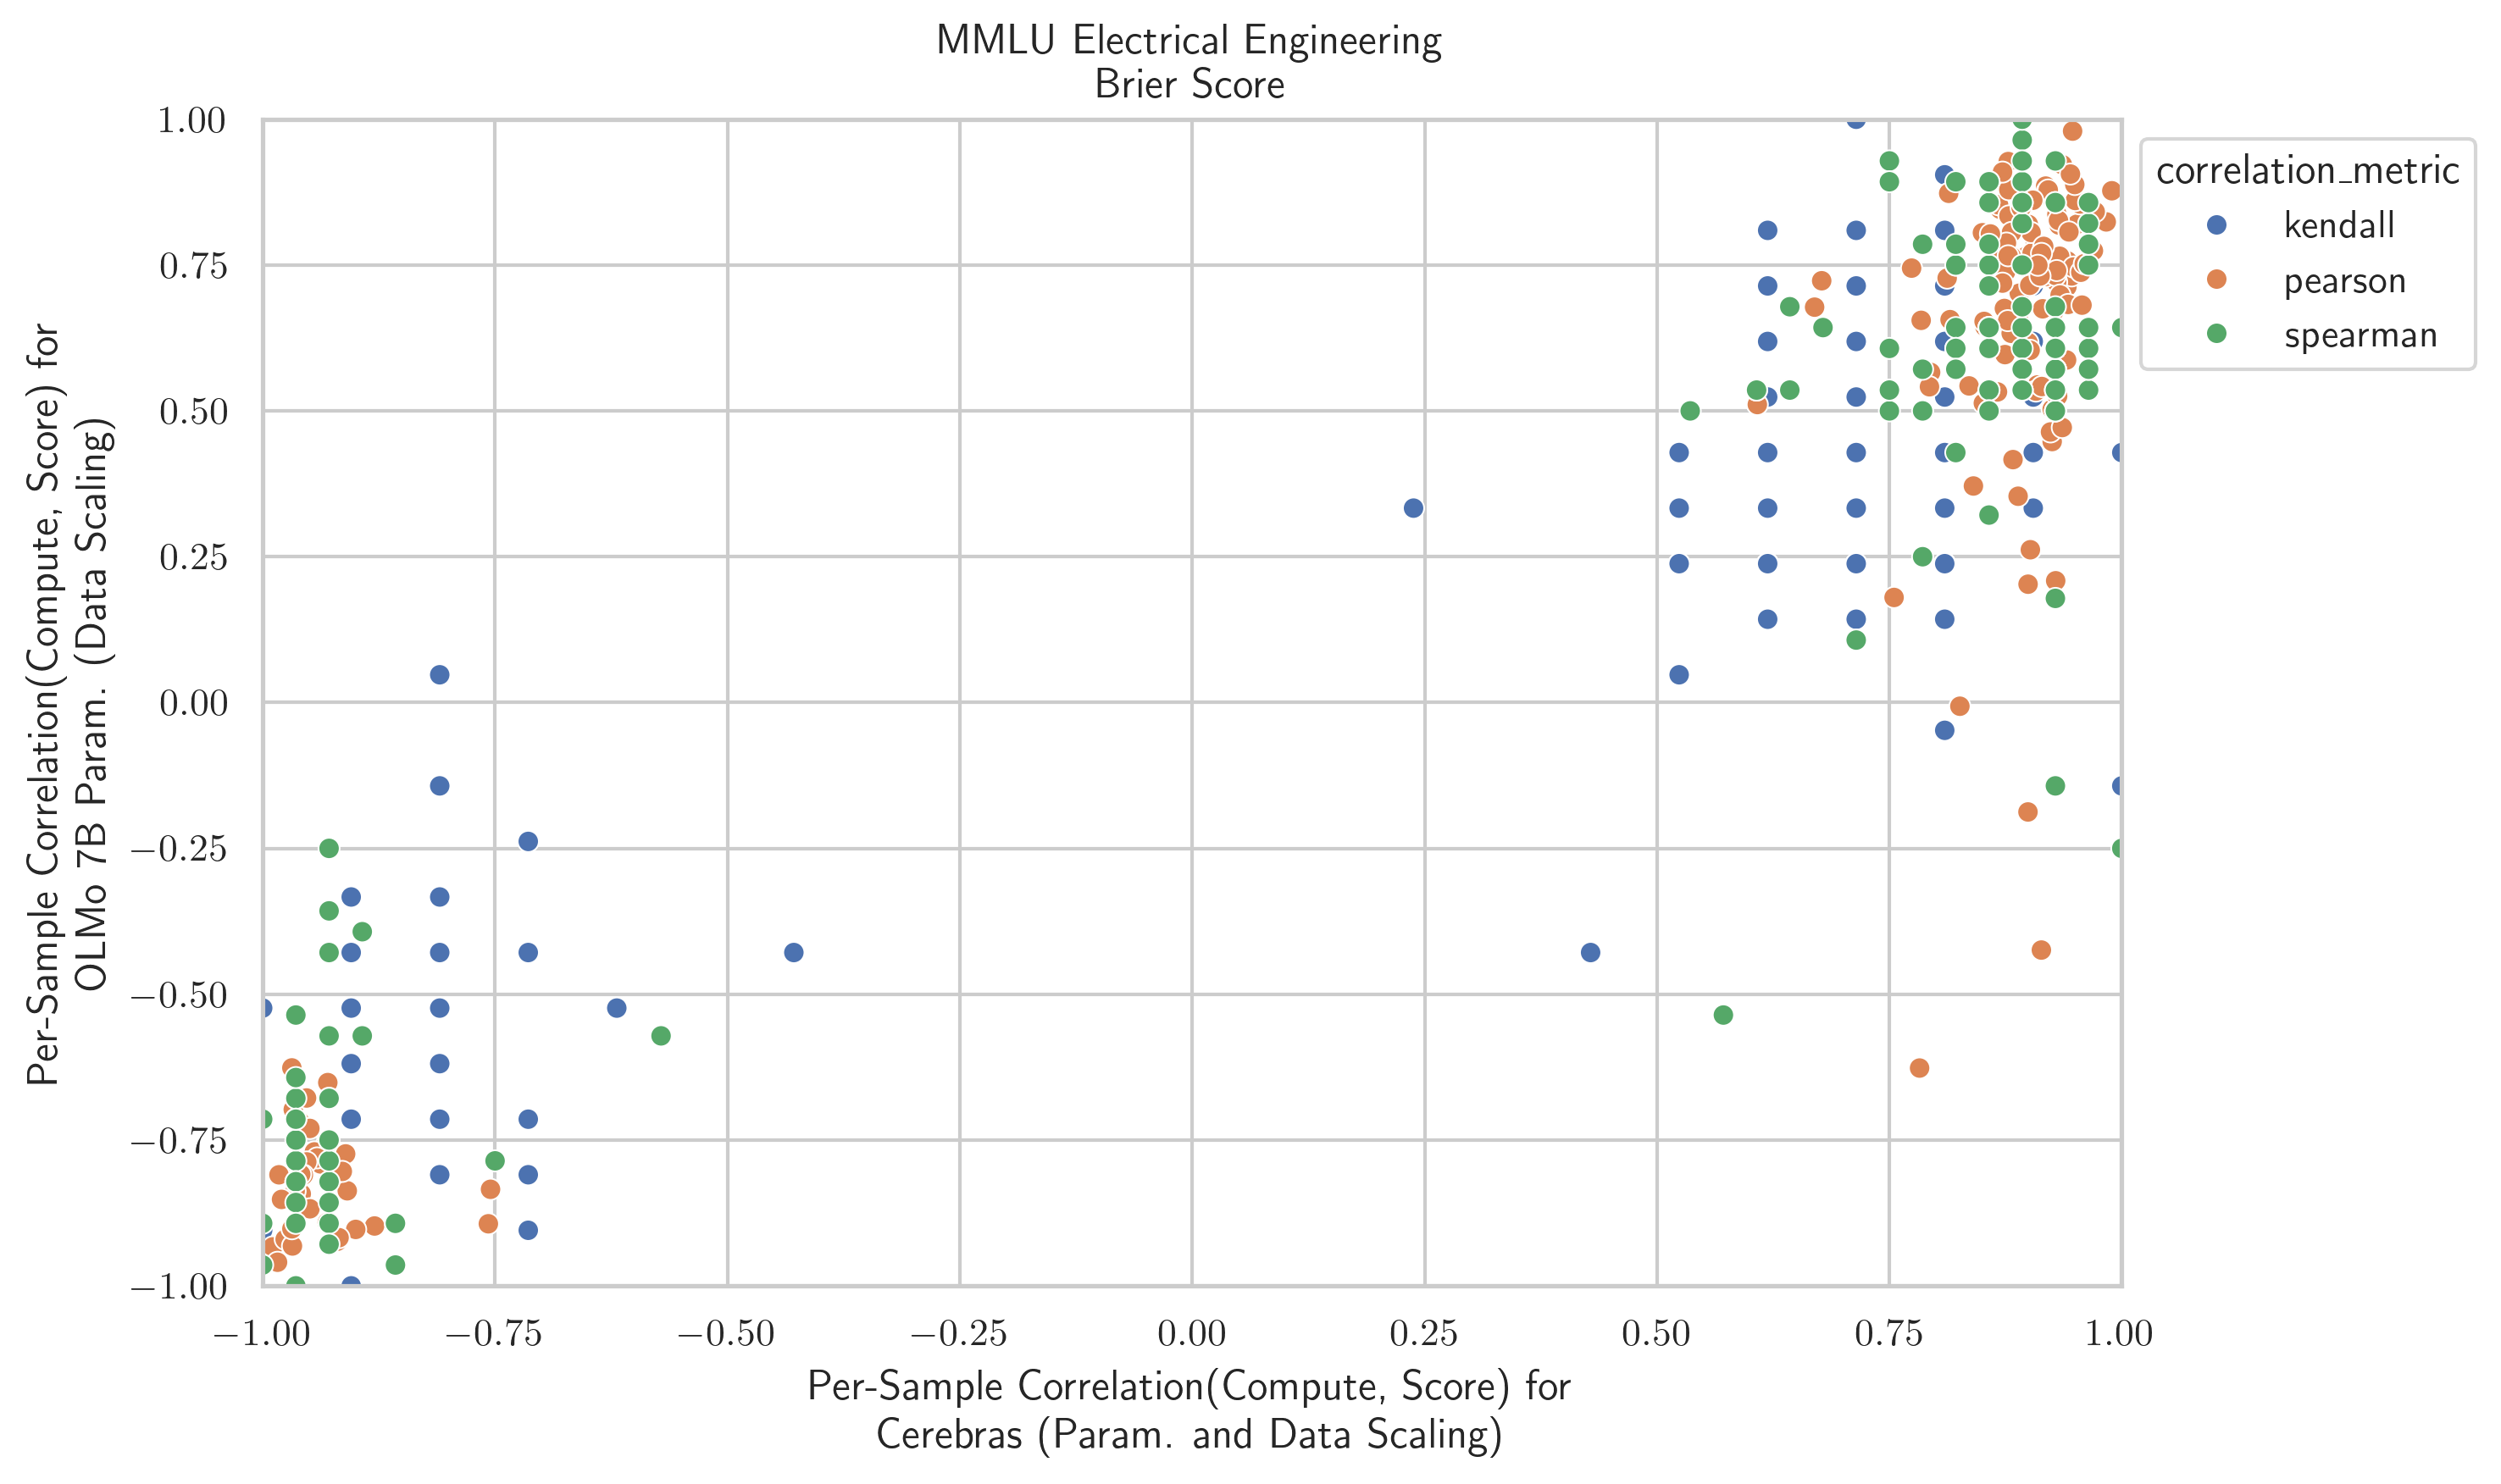 MMLU Electrical Engineering
Brier Score
1.00
0.75
0.50
0.25
0.00
−0.25
−0.50
−0.75
−1.00
Per-Sample Correlation(Compute, Score) for
OLMo 7B Param. (Data Scaling)
correlation_metric
kendall
pearson
spearman
−1.00 −0.75 −0.50 −0.25 0.00 0.25 0.50 0.75 1.00
Per-Sample Correlation(Compute, Score) for
Cerebras (Param. and Data Scaling)